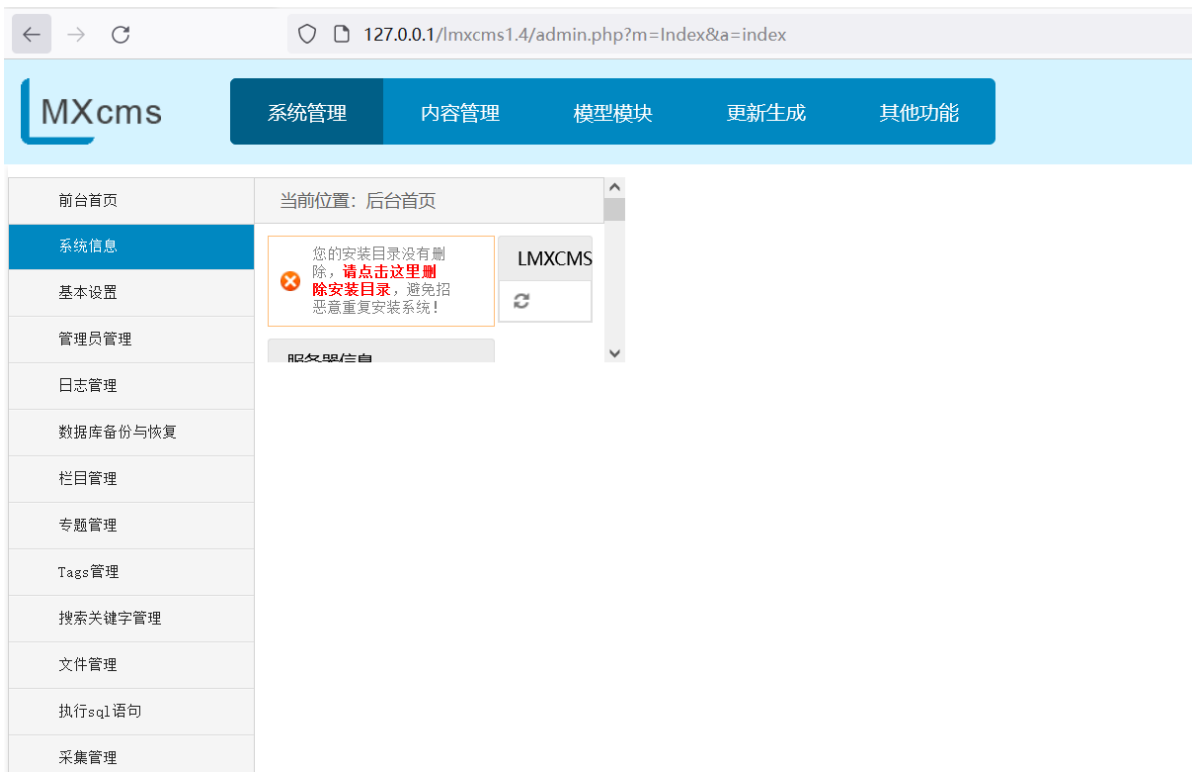 127.0.0.1/lmxcms1.4/admin.php?m=Index&a=index
MXcms
系统管理 内容管理 模型模块 更新生成 其他功能
前台首页
当前位置：后台首页
系统信息
您的安装目录没有删
除，请点击这里删
除安装目录，避免招
恶意重复安装系统！
LMXCMS
基本设置
管理员管理
服务器信息
日志管理
数据库备份与恢复
栏目管理
专题管理
Tags管理
搜索关键字管理
文件管理
执行sql语句
采集管理